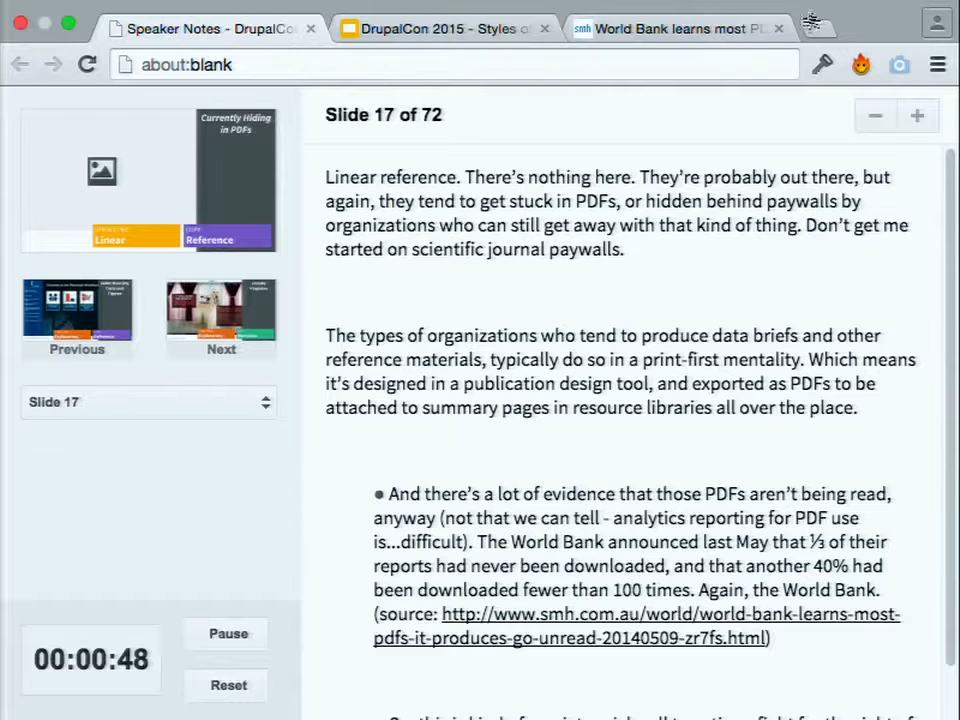 Speaker Notes - DrupalCo
DrupalCon 2015 - Styles o
smh World Bank learns most PD
about:blank
Currently Hiding
in PDFs
Linear
Reference
Previous
Next
Slide 17
00:00:48
Pause
Reset
Slide 17 of 72
Linear reference. There's nothing here. They're probably out there, but
again, they tend to get stuck in PDFs, or hidden behind paywalls by
organizations who can still get away with that kind of thing. Don't get me
started on scientific journal paywalls.
The types of organizations who tend to produce data briefs and other
reference materials, typically do so in a print-first mentality. Which means
it's designed in a publication design tool, and exported as PDFs to be
attached to summary pages in resource libraries all over the place.
● And there's a lot of evidence that those PDFs aren't being read,
anyway (not that we can tell - analytics reporting for PDF use
is...difficult). The World Bank announced last May that ⅓ of their
reports had never been downloaded, and that another 40% had
been downloaded fewer than 100 times. Again, the World Bank.
(source: http://www.smh.com.au/world/world-bank-learns-most-
pdfs-it-produces-go-unread-20140509-zr7fs.html)